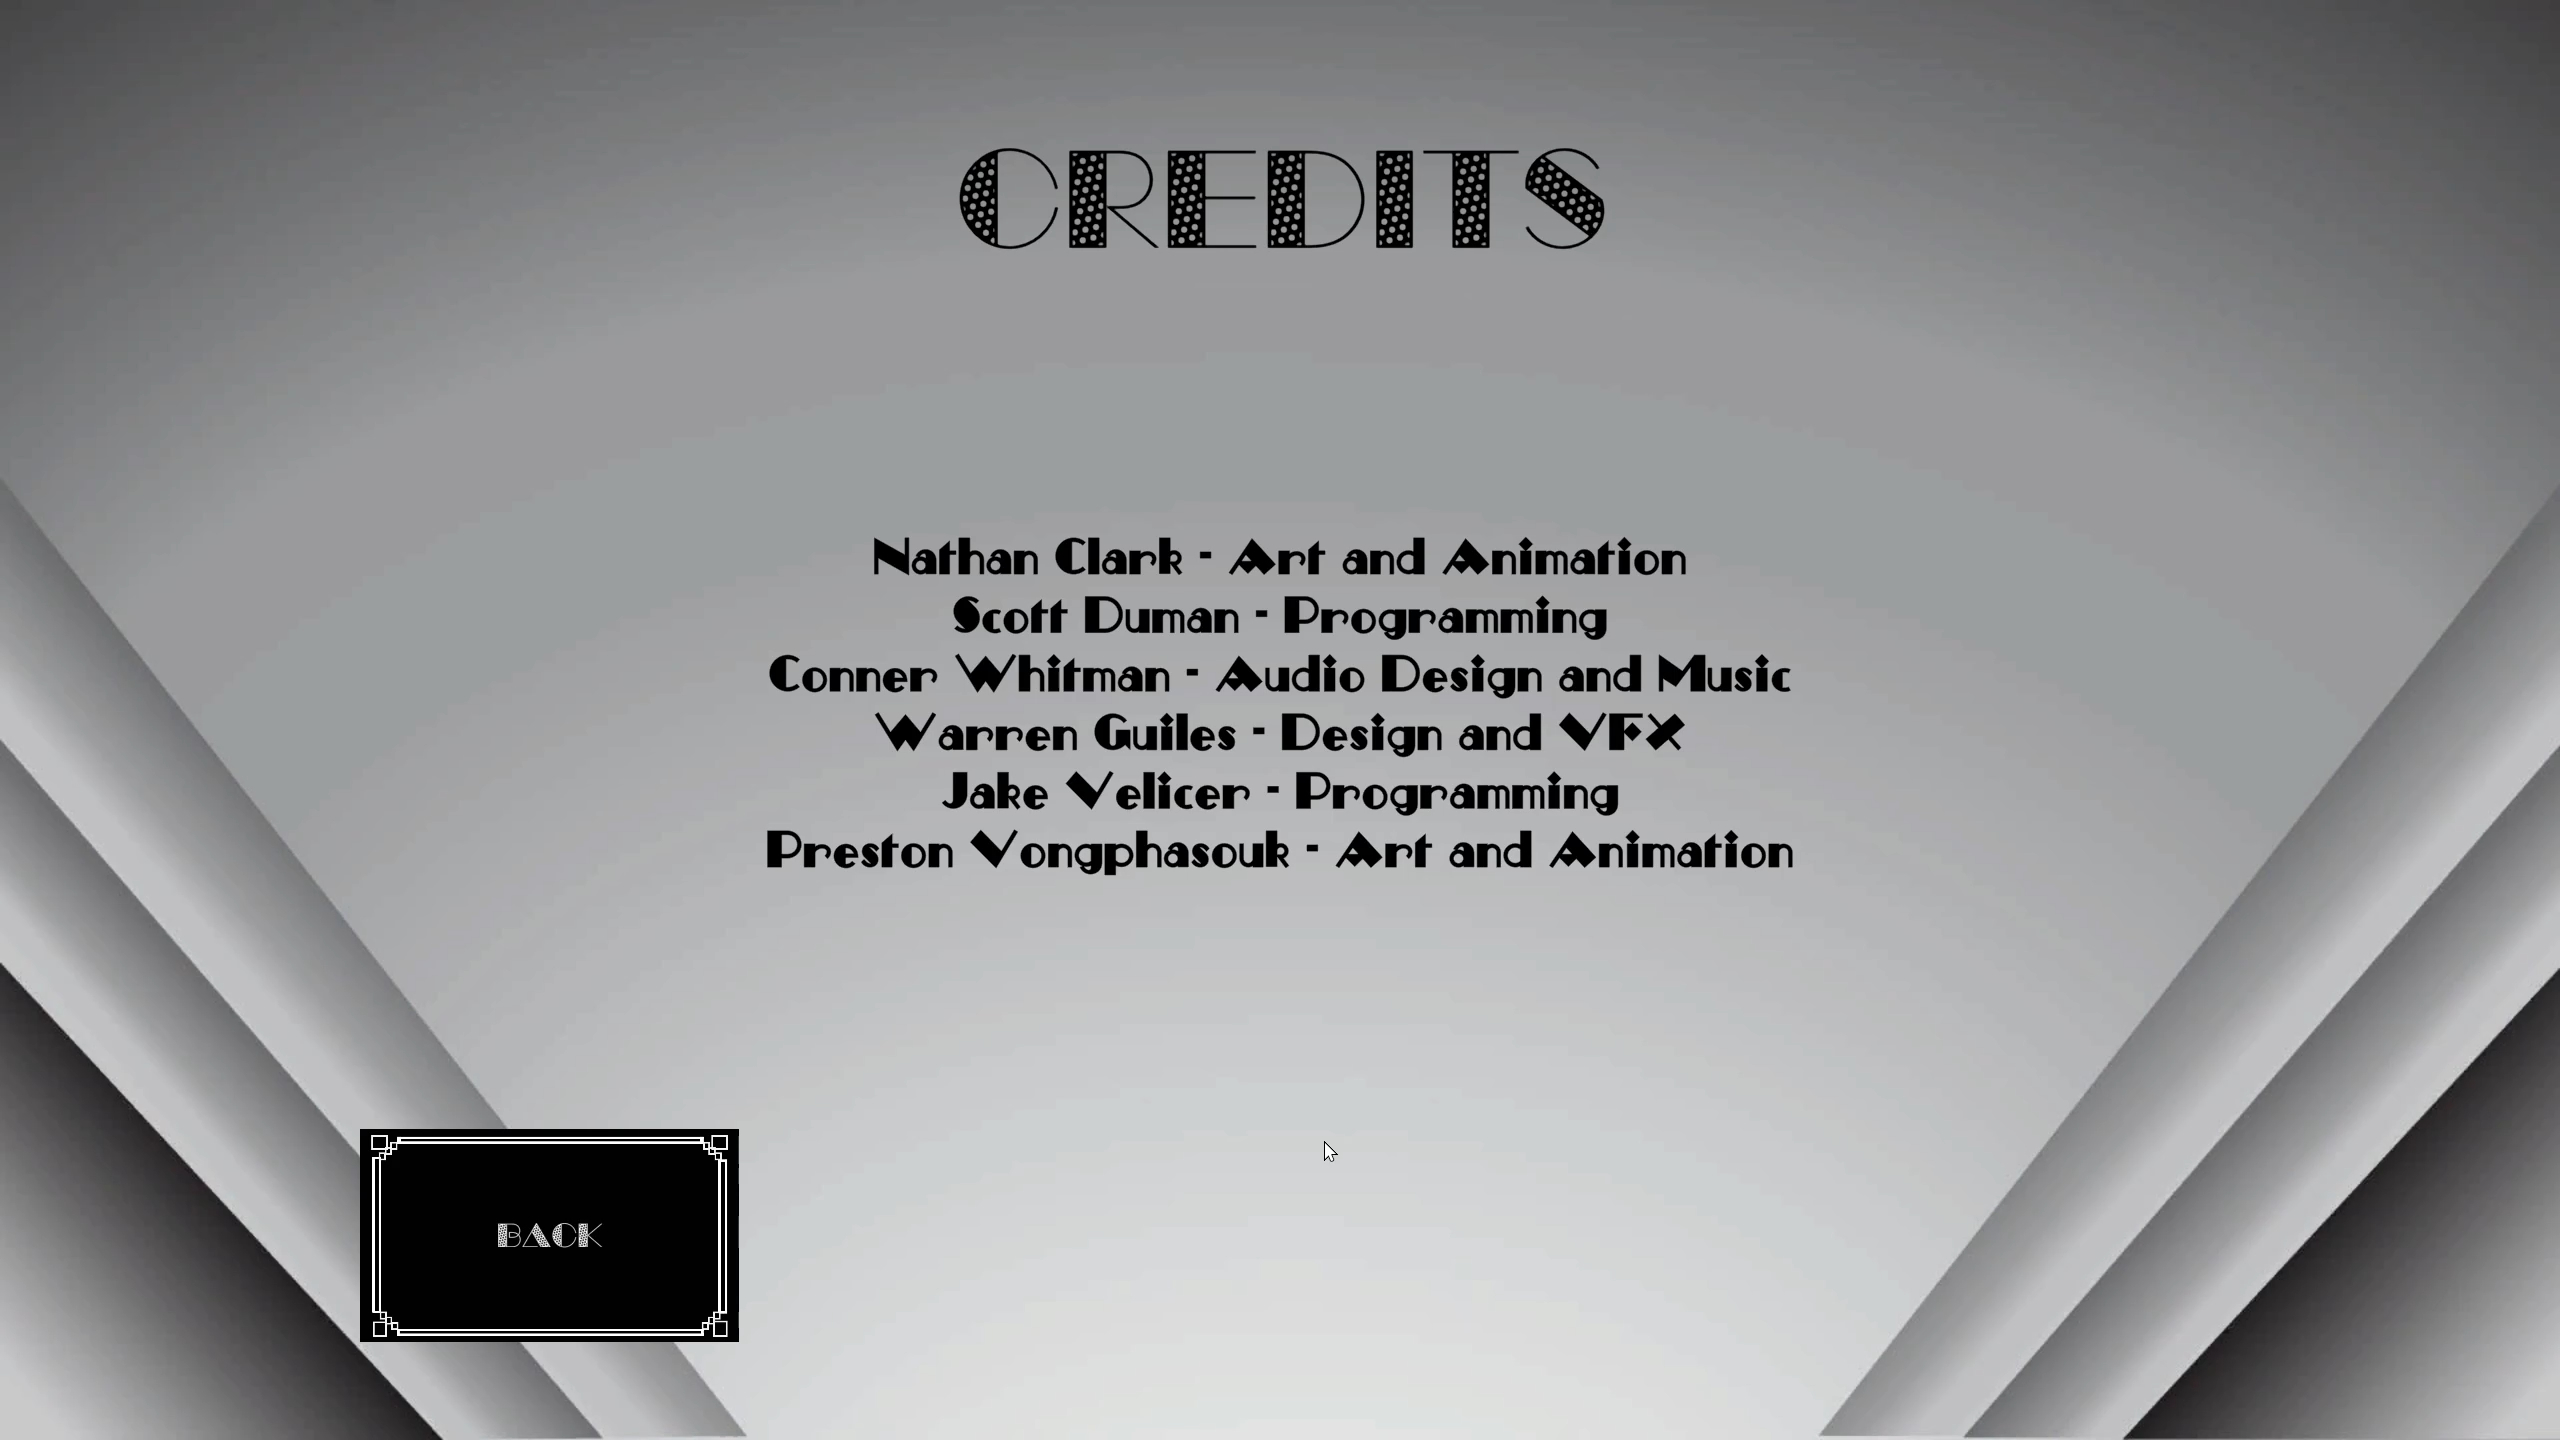 CREDITS
Nathan Clark - Art and Animation
Scott Duman - Programming
Conner Whitman - Audio Design and Music
Warren Guiles - Design and VFX
Jake Velicer - Programming
Preston Vongphasouk - Art and Animation
BACK